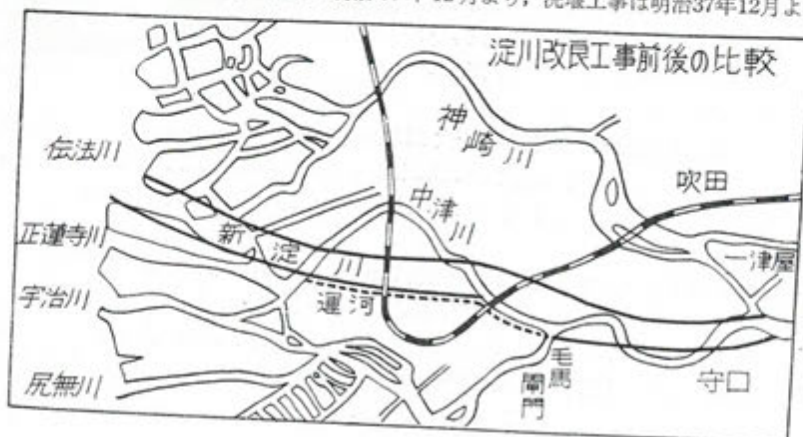 月より，洗堰工事は明治37年12月よ
淀川改良工事前後の比較
神崎川
吹田
伝法川
中津川
一津屋
正蓮寺川
新淀川
宇治川
運河
毛馬
閘門
守口
尻無川